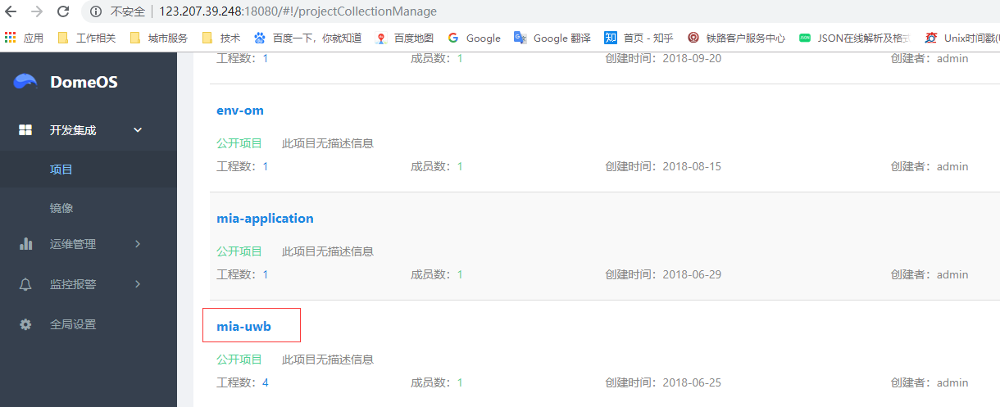 不安全 | 123.207.39.248:18080/#!/projectCollectionManage
应用 工作相关 城市服务 技术 百度一下,你就知道 百度地图 Google Google 翻译 首页 - 知乎 铁路客户服务中心 JSON在线解析及格式 Unix时间戳(
DomeOS
开发集成
项目
镜像
运维管理
监控报警
全局设置
工程数:1 成员数:1 创建时间:2018-09-20 创建者:admin
env-om
公开项目 此项目无描述信息
工程数:1 成员数:1 创建时间:2018-08-15 创建者:admin
mia-application
公开项目 此项目无描述信息
工程数:1 成员数:1 创建时间:2018-06-29 创建者:admin
mia-uwb
公开项目 此项目无描述信息
工程数:4 成员数:1 创建时间:2018-06-25 创建者:admin